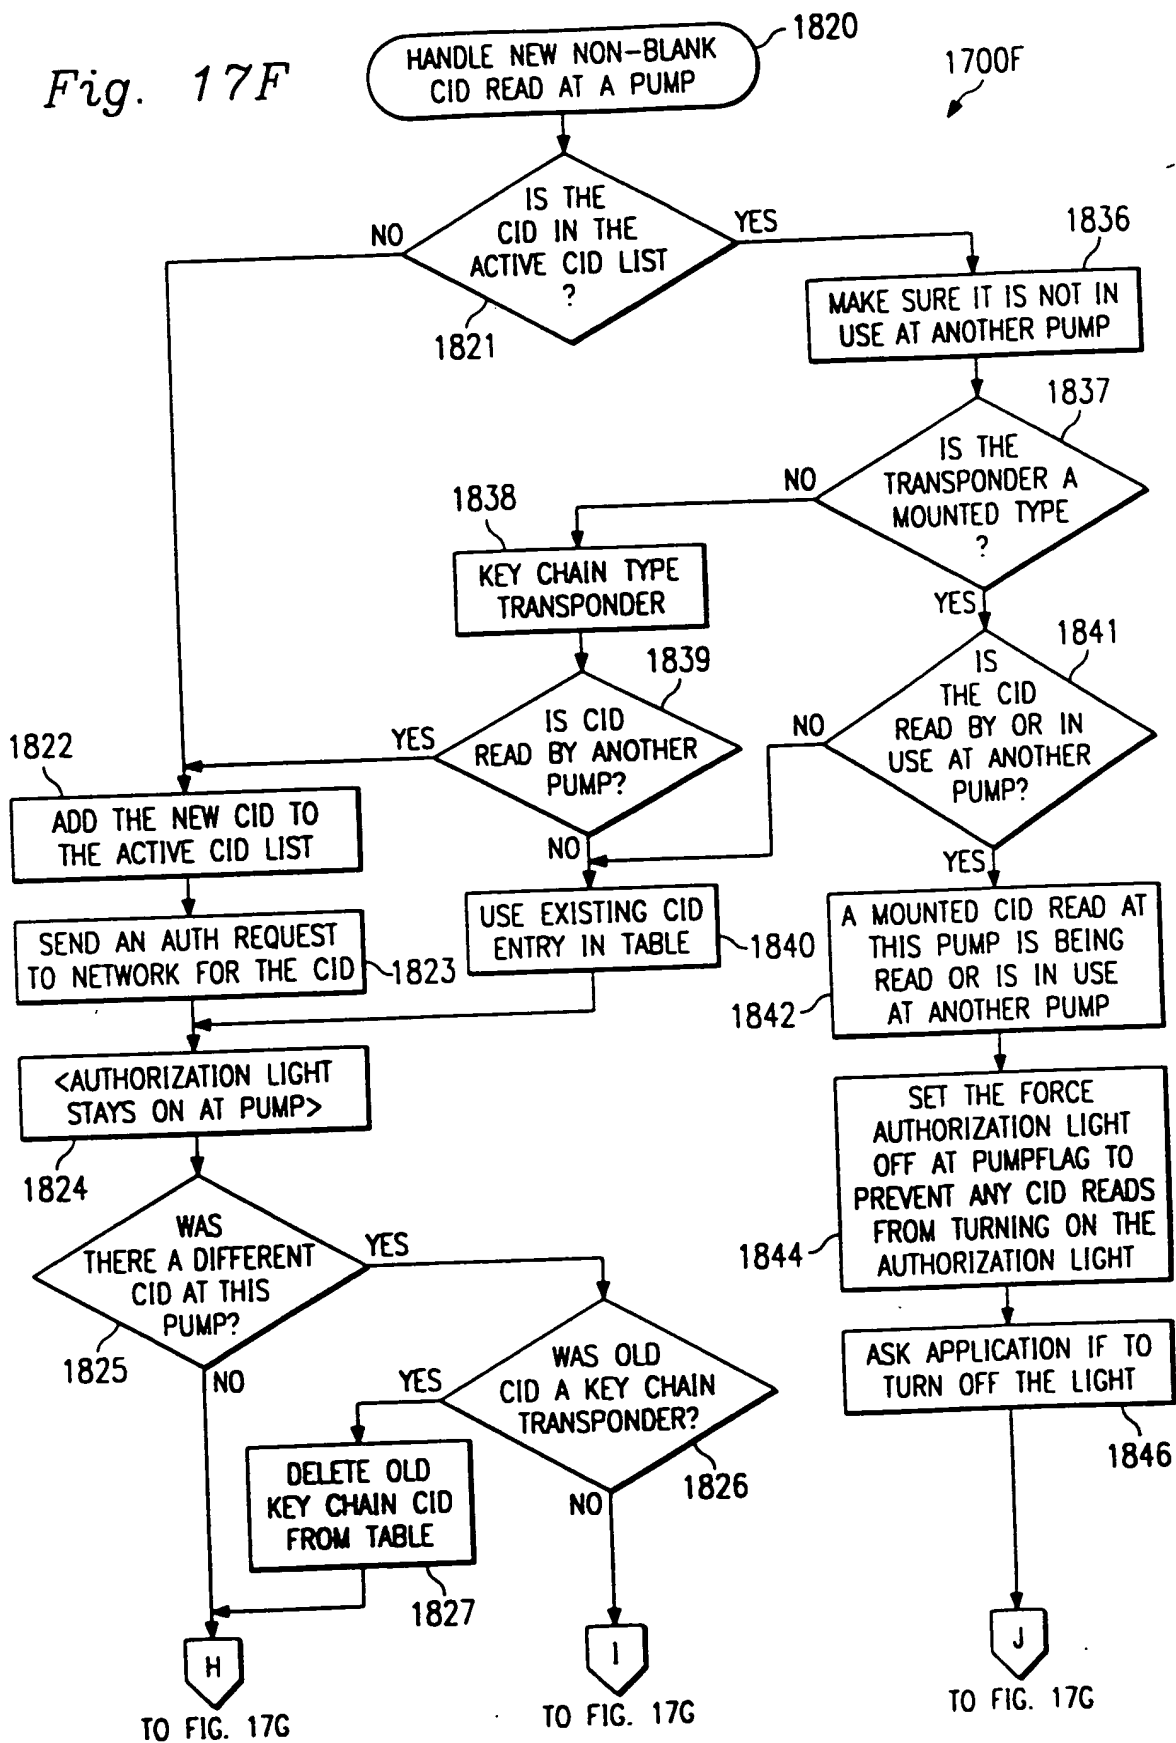 Fig. 17F
HANDLE NEW NON-BLANK
CID READ AT A PUMP
1820
1700F
IS THE
CID IN THE
ACTIVE CID LIST
?
NO
YES
1821
1836
MAKE SURE IT IS NOT IN
USE AT ANOTHER PUMP
1837
IS THE
TRANSPONDER A
MOUNTED TYPE
?
NO
YES
1838
KEY CHAIN TYPE
TRANSPONDER
1839
IS CID
READ BY ANOTHER
PUMP?
YES
NO
1841
IS
THE CID
READ BY OR IN
USE AT ANOTHER
PUMP?
NO
YES
1822
ADD THE NEW CID TO
THE ACTIVE CID LIST
SEND AN AUTH REQUEST
TO NETWORK FOR THE CID
1823
USE EXISTING CID
ENTRY IN TABLE
1840
A MOUNTED CID READ AT
THIS PUMP IS BEING
READ OR IS IN USE
AT ANOTHER PUMP
1842
<AUTHORIZATION LIGHT
STAYS ON AT PUMP>
1824
SET THE FORCE
AUTHORIZATION LIGHT
OFF AT PUMPFLAG TO
PREVENT ANY CID READS
FROM TURNING ON THE
AUTHORIZATION LIGHT
1844
WAS
THERE A DIFFERENT
CID AT THIS
PUMP?
YES
NO
1825
WAS OLD
CID A KEY CHAIN
TRANSPONDER?
YES
NO
1826
ASK APPLICATION IF TO
TURN OFF THE LIGHT
1846
DELETE OLD
KEY CHAIN CID
FROM TABLE
1827
H
TO FIG. 17G
I
TO FIG. 17G
J
TO FIG. 17G